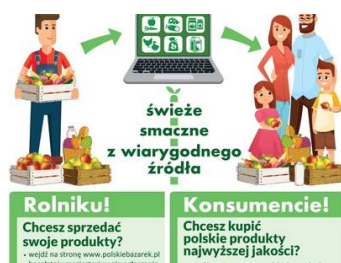 świeże
smaczne
z wiarygodnego
źródła
Rolniku!
Chcesz sprzedać
swoje produkty?
• wejdź na stronę www.polskiebazarek.pl
Konsumencie!
Chcesz kupić
polskie produkty
najwyższej jakości?